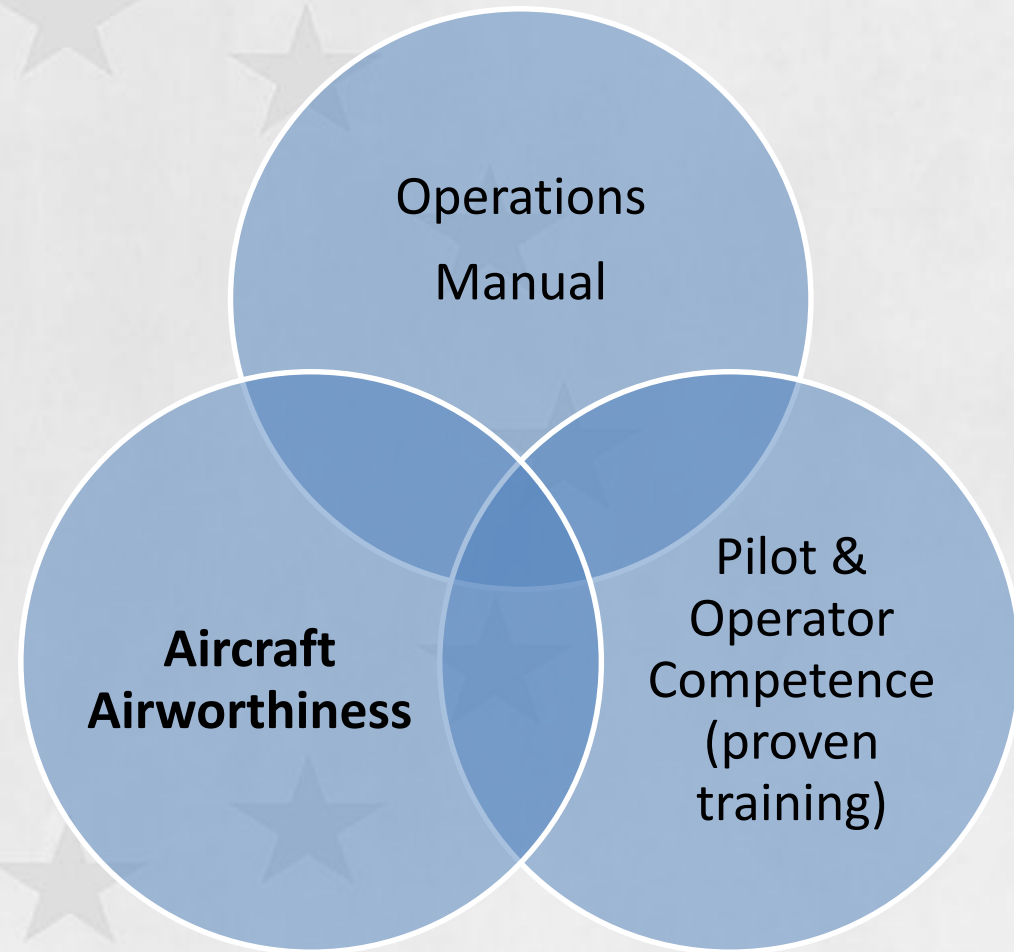 Operations
Manual
Aircraft
Airworthiness
Pilot &
Operator
Competence
(proven
training)